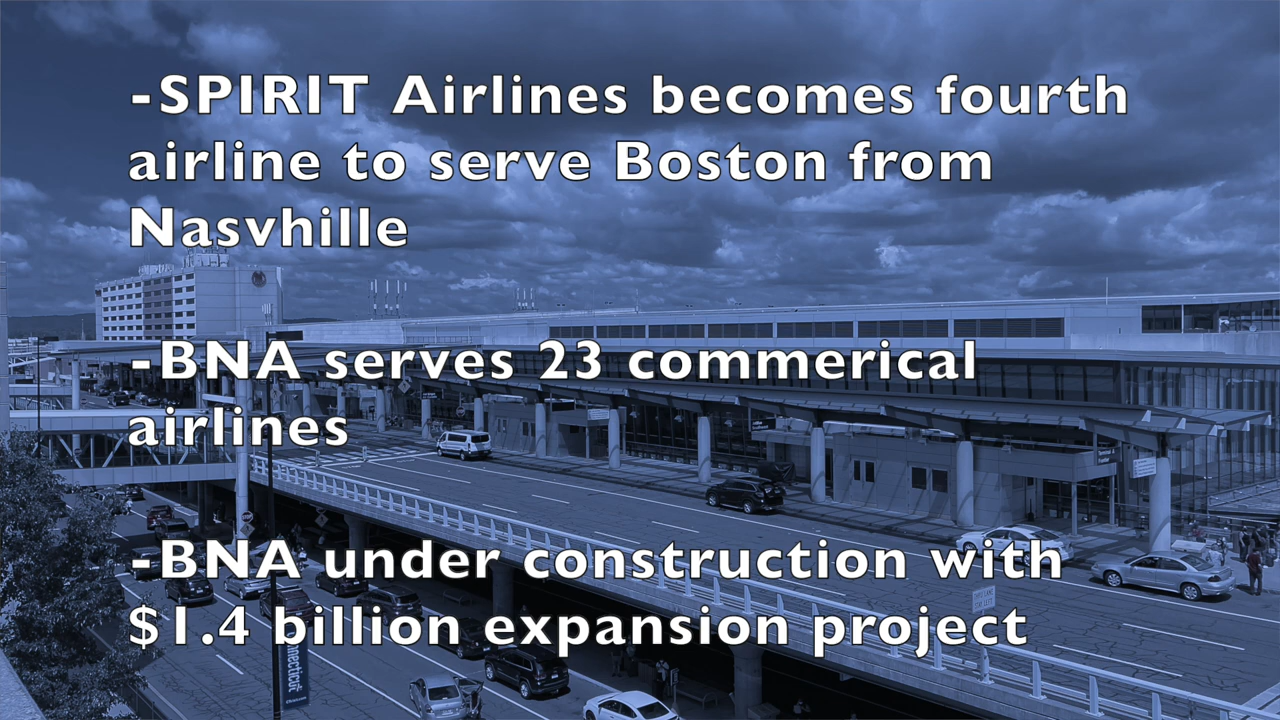 -SPIRIT Airlines becomes fourth
airline to serve Boston from
Nasvhille
-BNA serves 23 commerical
airlines
-BNA under construction with
$1.4 billion expansion project
onnecticut